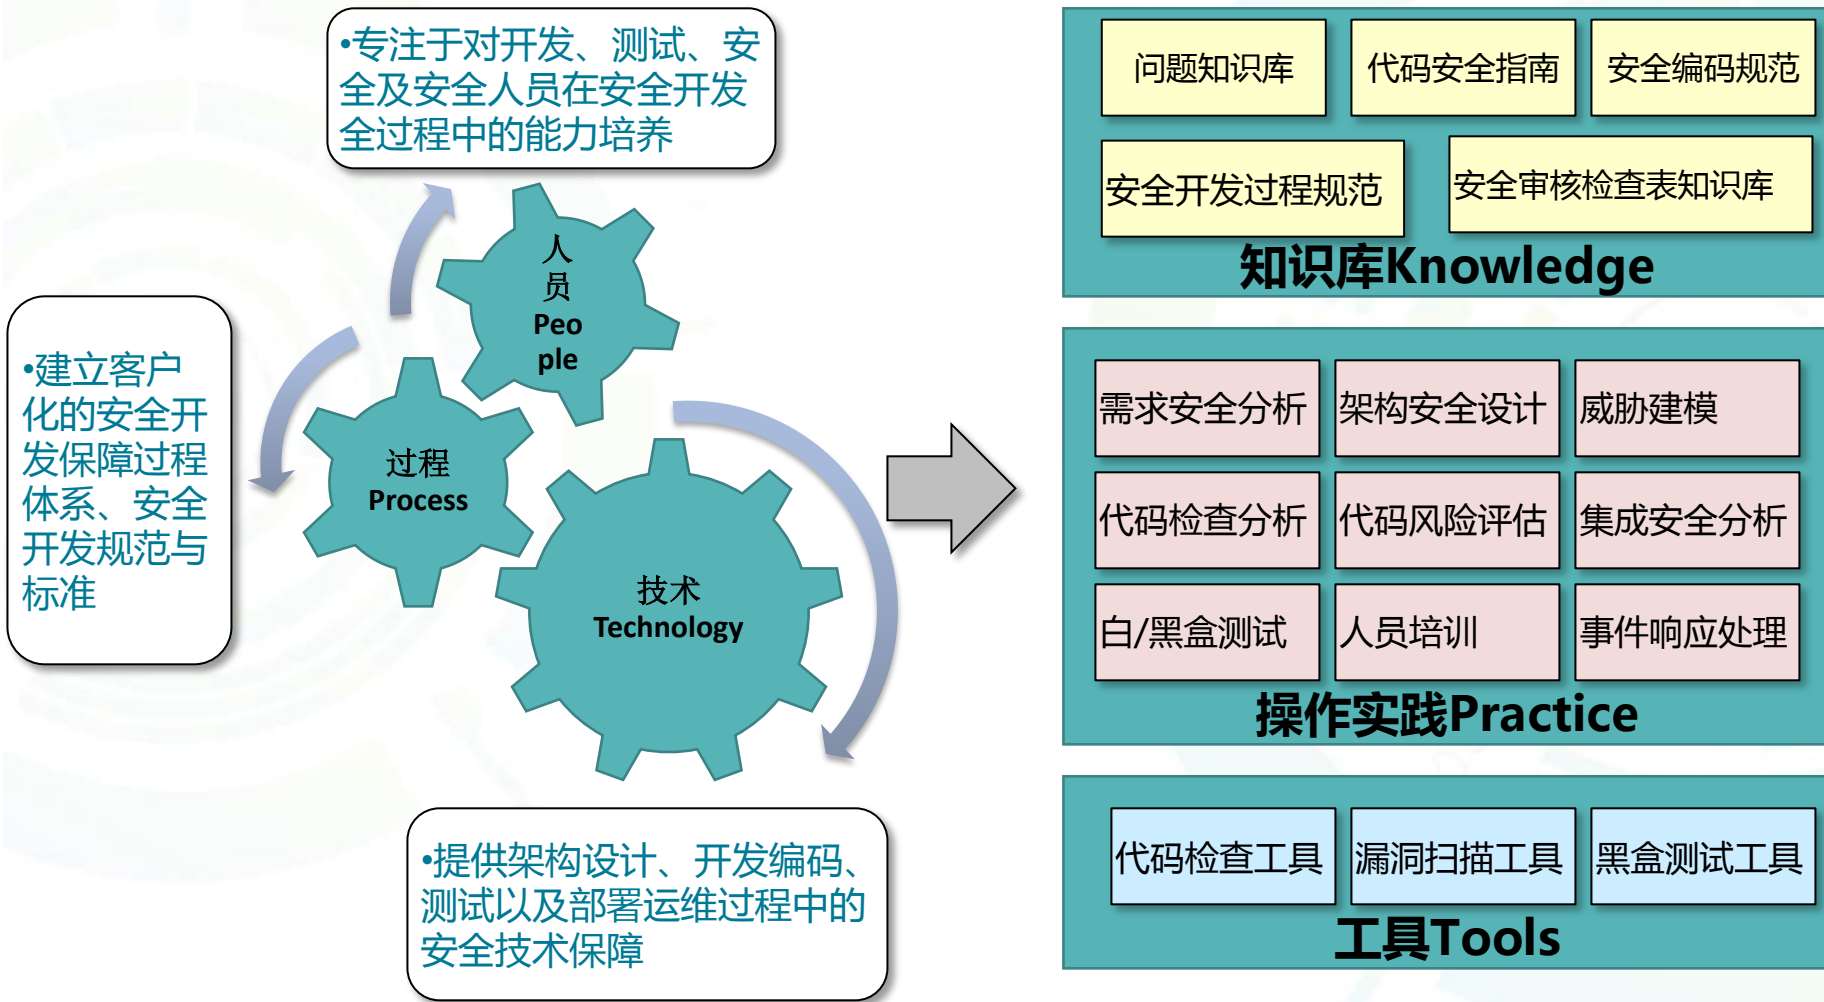 •专注于对开发、测试、安
全及安全人员在安全开发
全过程中的能力培养
人
员
Peo
ple
•建立客户
化的安全开
发保障过程
体系、安全
开发规范与
标准
过程
Process
技术
Technology
•提供架构设计、开发编码、
测试以及部署运维过程中的
安全技术保障
问题知识库
代码安全指南
安全编码规范
安全开发过程规范
安全审核检查表知识库
知识库Knowledge
需求安全分析
架构安全设计
威胁建模
代码检查分析
代码风险评估
集成安全分析
白/黑盒测试
人员培训
事件响应处理
操作实践Practice
代码检查工具
漏洞扫描工具
黑盒测试工具
工具Tools